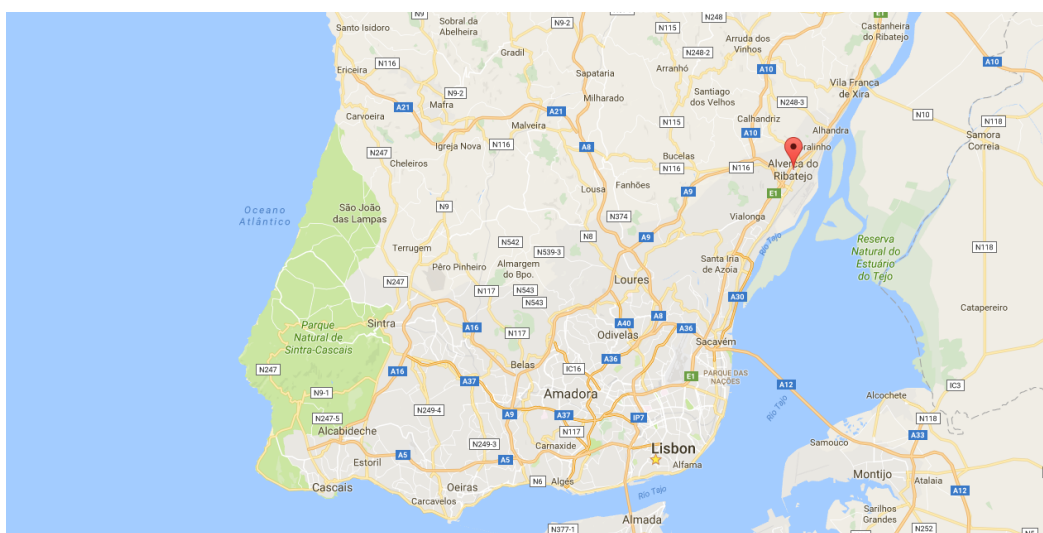 N9
N9-2
N115
N248
E1
Santo Isidoro
Sobral da
Abelheira
Castanheira
do Ribatejo
Arruda dos
Vinhos
Gradil
N248-2
N116
A10
A10
Ericeira
Sapataria
Arranhó
N9-2
Vila Franca
de Xira
Santiago
dos Velhos
Mafra
A21
Milharado
N248-3
A21
Carvoeira
N10
N115
Calhandriz
N118
Malveira
A10
Alhandra
Samora
Correia
Igreja Nova
N116
A8
N247
Bucelas
ralinho
Cheleiros
N116
N116
Alverca do
Ribatejo
Lousa
Fanhões
A9
E1
São João
das Lampas
N9
Oceano
Atlântico
N374
Vialonga
N542
N8
A9
Rio Tejo
Reserva
Natural do
Estuário
do Tejo
N118
Terrugem
N539-3
Pêro Pinheiro
Almargem
do Bpo.
Santa Iria
de Azoia
N247
Loures
N117
N543
A30
N543
Catapereiro
Parque
Natural de
Sintra-Cascais
Sintra
A16
A40
A8
A36
N117
Odivelas
Sacavém
A36
N247
A16
Belas
IC16
E1
PARQUE DAS
NAÇÕES
A37
A12
IC3
N9-1
Amadora
Alcochete
N249-4
A9
A37
IP7
Rio Tejo
N247-5
N118
Alcabideche
N117
A33
N249-3
Carnaxide
Lisbon
Samouco
A5
A5
Estoril
Alfama
Montijo
Atalaia
N6
Algés
Cascais
Oeiras
Rio Tejo
A12
Carcavelos
Sarilhos
Grandes
Almada
N377-1
N252